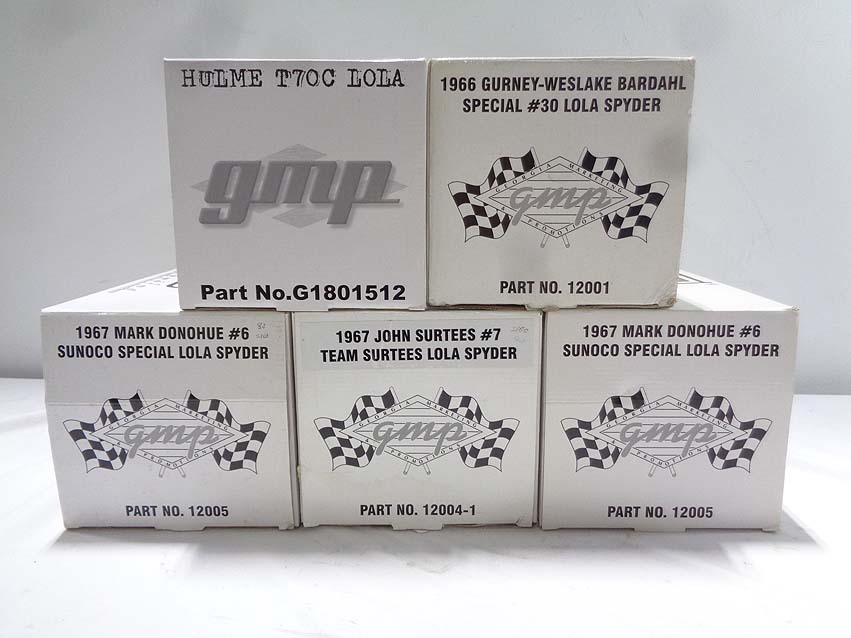 HULME T70C LOLA
gmp
Part No.G1801512
1966 GURNEY-WESLAKE BARDAHL
SPECIAL #30 LOLA SPYDER
GEORGIA MARKETING
gmp
& PROMOTIONS
PART NO. 12001
1967 MARK DONOHUE #6
SUNOCO SPECIAL LOLA SPYDER
GEORGIA MARKETING
gmp
& PROMOTIONS
PART NO. 12005
1967 JOHN SURTEES #7
TEAM SURTEES LOLA SPYDER
GEORGIA MARKETING
gmp
& PROMOTIONS
PART NO. 12004-1
1967 MARK DONOHUE #6
SUNOCO SPECIAL LOLA SPYDER
GEORGIA MARKETING
gmp
& PROMOTIONS
PART NO. 12005